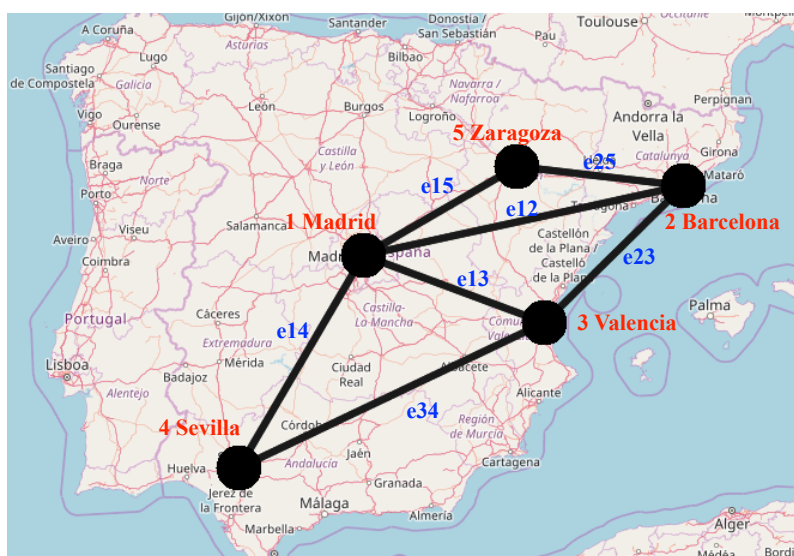 Donostia /
San Sebastián
Toulouse
Occitanie
Montpel
A Coruña
Gijón/Xixón
Santander
Asturias
Bilbao
Pau
Lugo
Santiago
de Compostela
Galicia
León
Navarra /
Nafarroa
Andorra la
Vella
Perpignan
Vigo
Ourense
Burgos
Logroño
5 Zaragoza
Girona
Castilla
y León
e25
Catalunya
Mataró
Braga
Norte
e15
Porto
e12
1 Madrid
2 Barcelona
Viseu
Salamanca
Aveiro
Castellón
de la Plana /
Castelló
de la Plana
Coimbra
e13
e23
Cáceres
Castilla-
La Mancha
Palma
Portugal
Extremadura
e14
3 Valencia
Lisboa
Mérida
Ciudad
Real
Badajoz
Albacete
Alentejo
Alicante
e34
4 Sevilla
Región
de Murcia
Córdoba
Jaén
Huelva
Andalucía
Cartagena
Jerez de
la Frontera
Granada
Málaga
Almería
Marbella
Alger
Médéa